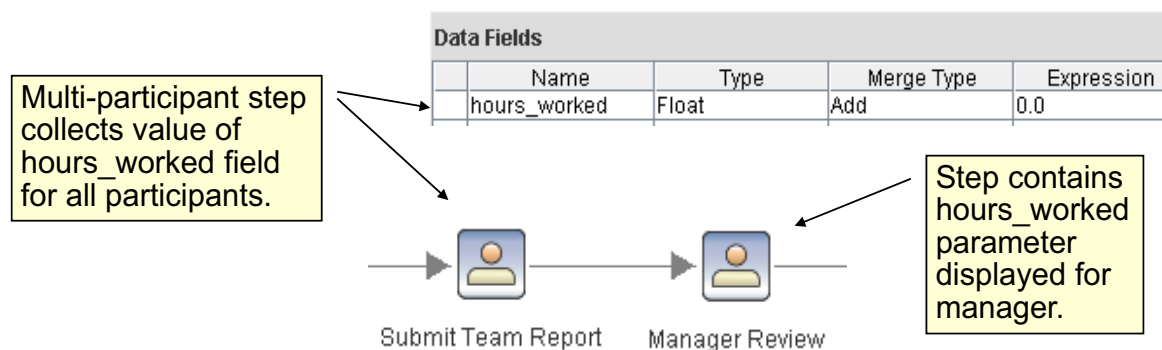 Data Fields
Name Type Merge Type Expression
hours_worked Float Add 0.0
Multi-participant step
collects value of
hours_worked field
for all participants.
Step contains
hours_worked
parameter
displayed for
manager.
Submit Team Report Manager Review